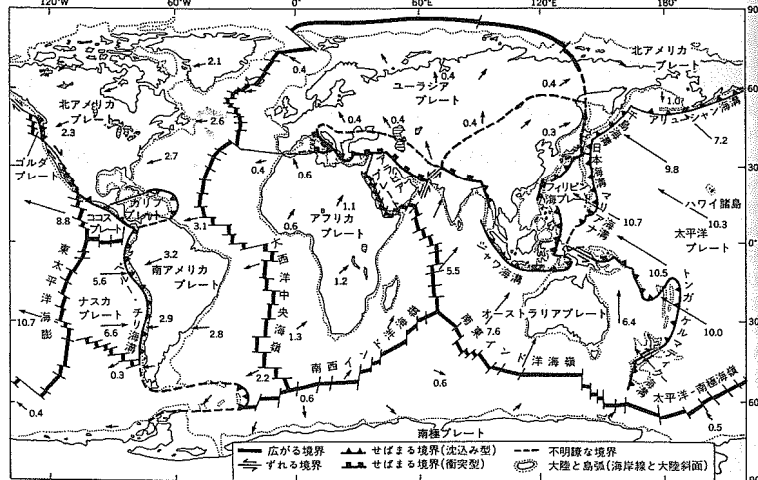 120°W
60°W
0°
60°E
120°E
180°
90
60
30
0°
30
60
90
北アメリカ
プレート
ユーラシア
プレート
北アメリカ
プレート
アリューシャン海溝
千島海溝
日本海溝
マリアナ海溝
フィリピン
海プレート
ハワイ諸島
太平洋
プレート
ゴルダ
プレート
ココス
プレート
カリブ
プレート
アラビア
プレート
アフリカ
プレート
南アメリカ
プレート
ナスカ
プレート
東太平洋海膨
ペルー・チリ海溝
大西洋中央海嶺
南西インド洋海嶺
南東インド洋海嶺
ジャワ海溝
オーストラリアプレート
トンガ
ケルマディック海溝
太平洋-南極海嶺
南極プレート
2.1
2.3
2.6
2.7
3.1
8.8
3.2
5.6
10.7
6.6
2.9
2.8
0.3
0.4
2.2
0.6
0.4
0.4
0.4
0.4
0.4
0.4
0.3
0.4
0.6
1.1
0.6
1.2
1.3
5.5
7.6
0.6
6.4
1.0
7.2
9.8
10.3
10.7
10.5
10.0
0.5
広がる境界
せばまる境界(沈込み型)
不明瞭な境界
ずれる境界
せばまる境界(衝突型)
大陸と島弧(海岸線と大陸斜面)